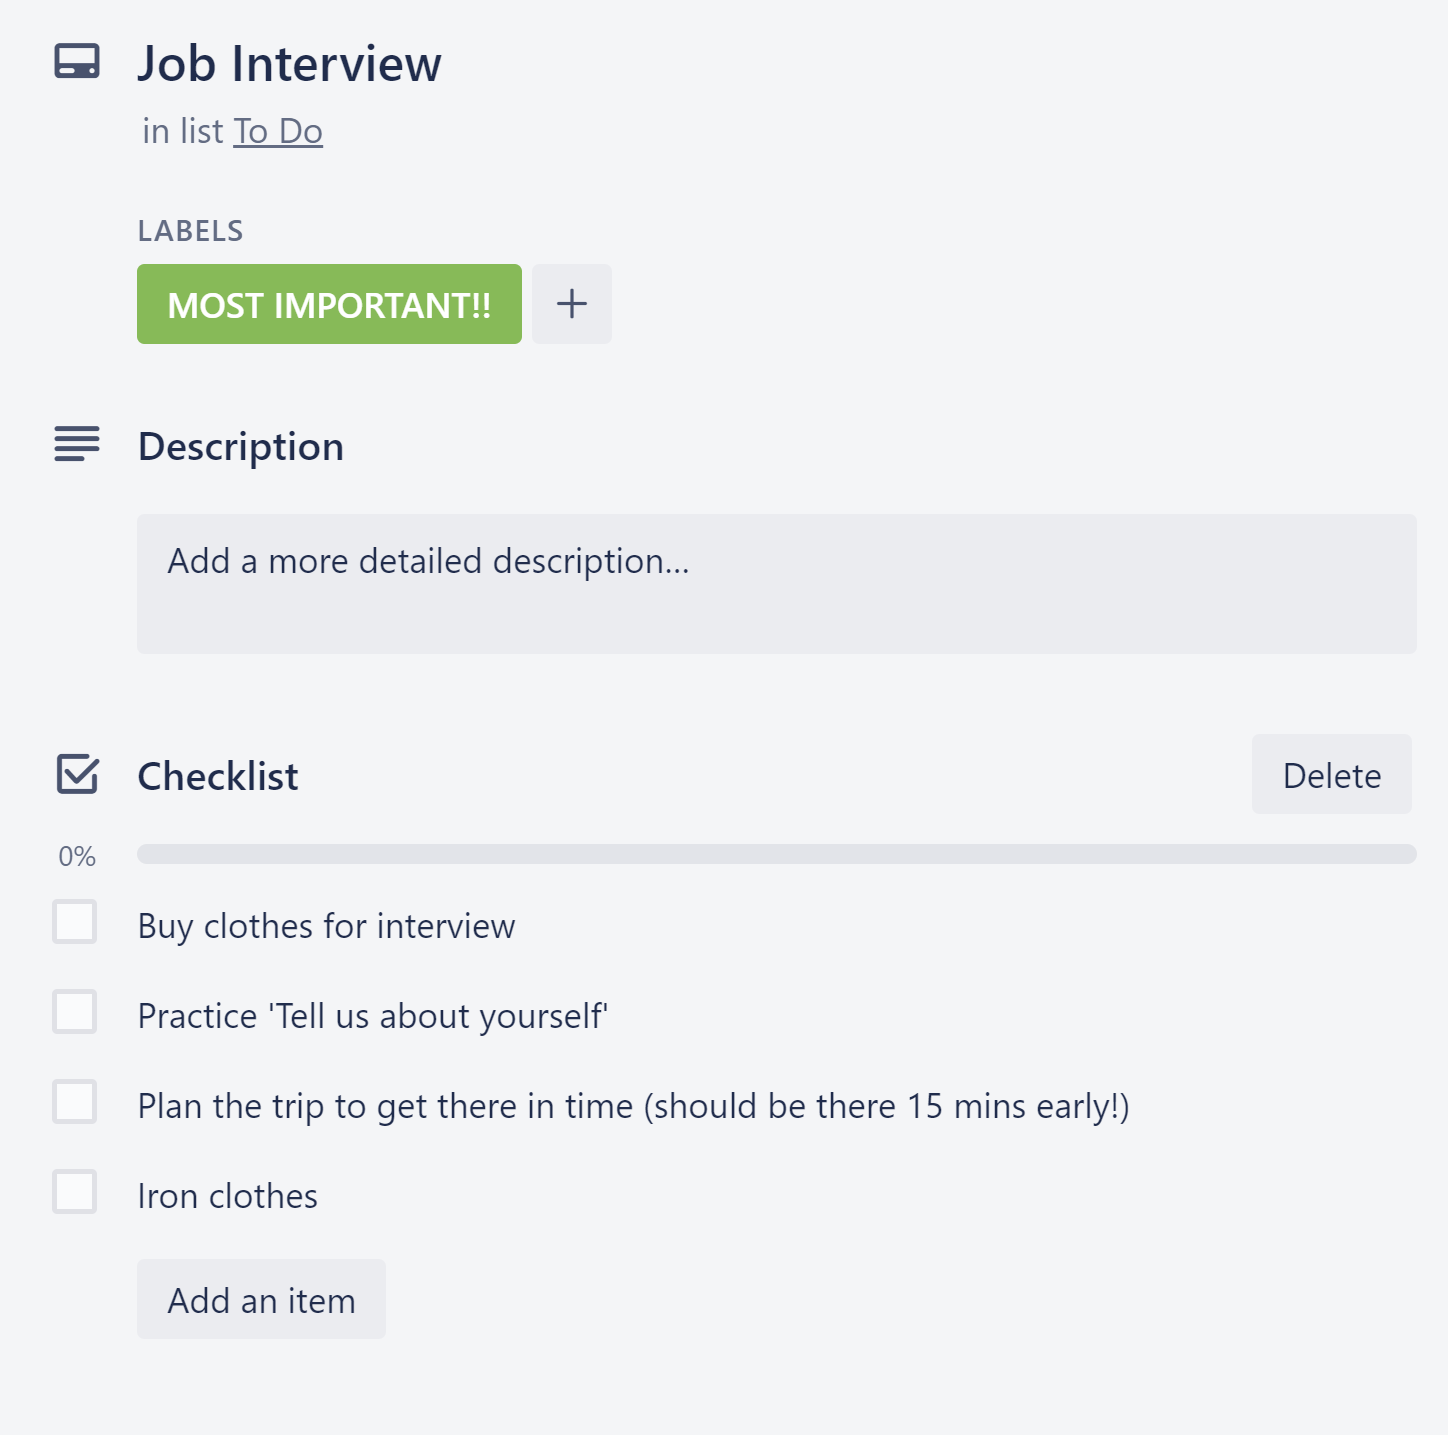 Job Interview
in list To Do
LABELS
MOST IMPORTANT!!
Description
Add a more detailed description...
Checklist
Delete
0%
Buy clothes for interview
Practice 'Tell us about yourself'
Plan the trip to get there in time (should be there 15 mins early!)
Iron clothes
Add an item